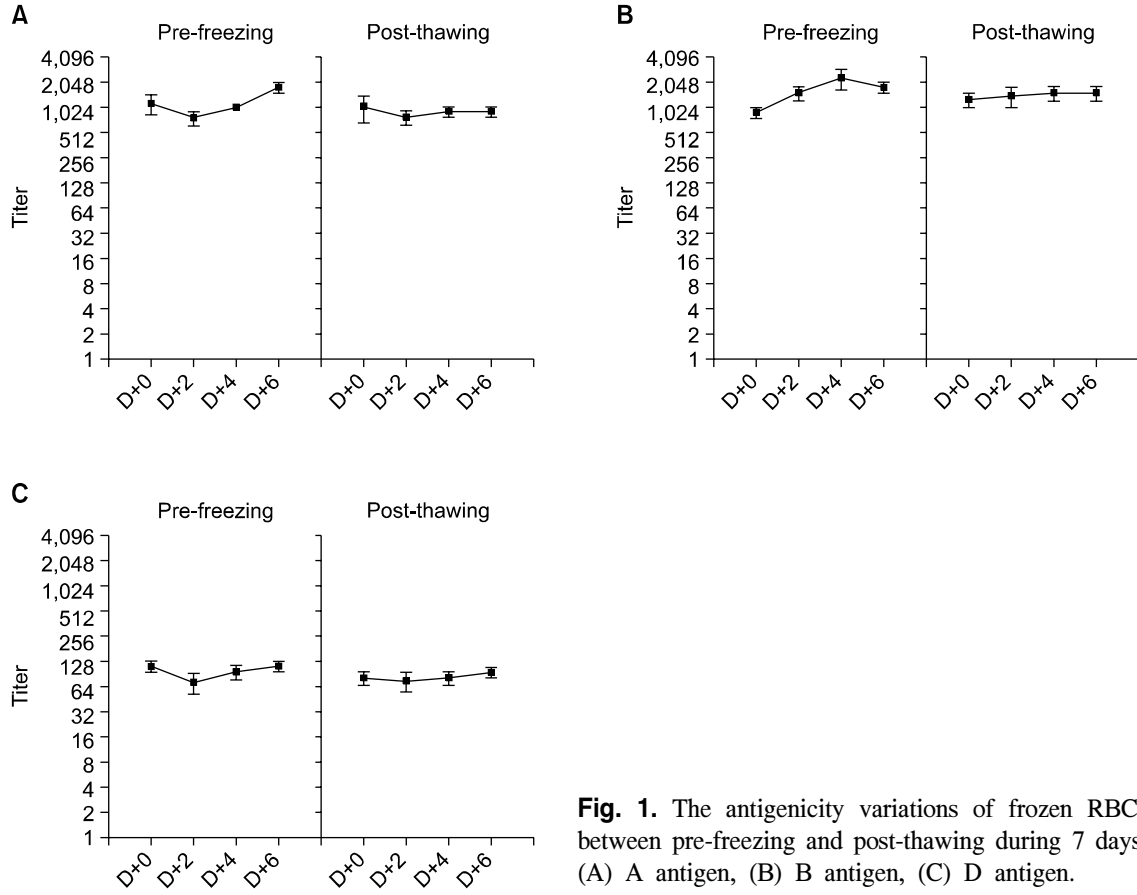 A
Pre-freezing Post-thawing
4,096
2,048
1,024
512
256
128
64
32
16
8
4
2
1
Titer
D+0 D+2 D+4 D+6 D+0 D+2 D+4 D+6
B
Pre-freezing Post-thawing
4,096
2,048
1,024
512
256
128
64
32
16
8
4
2
1
Titer
D+0 D+2 D+4 D+6 D+0 D+2 D+4 D+6
C
Pre-freezing Post-thawing
4,096
2,048
1,024
512
256
128
64
32
16
8
4
2
1
Titer
D+0 D+2 D+4 D+6 D+0 D+2 D+4 D+6
Fig. 1. The antigenicity variations of frozen RBC
between pre-freezing and post-thawing during 7 days
(A) A antigen, (B) B antigen, (C) D antigen.